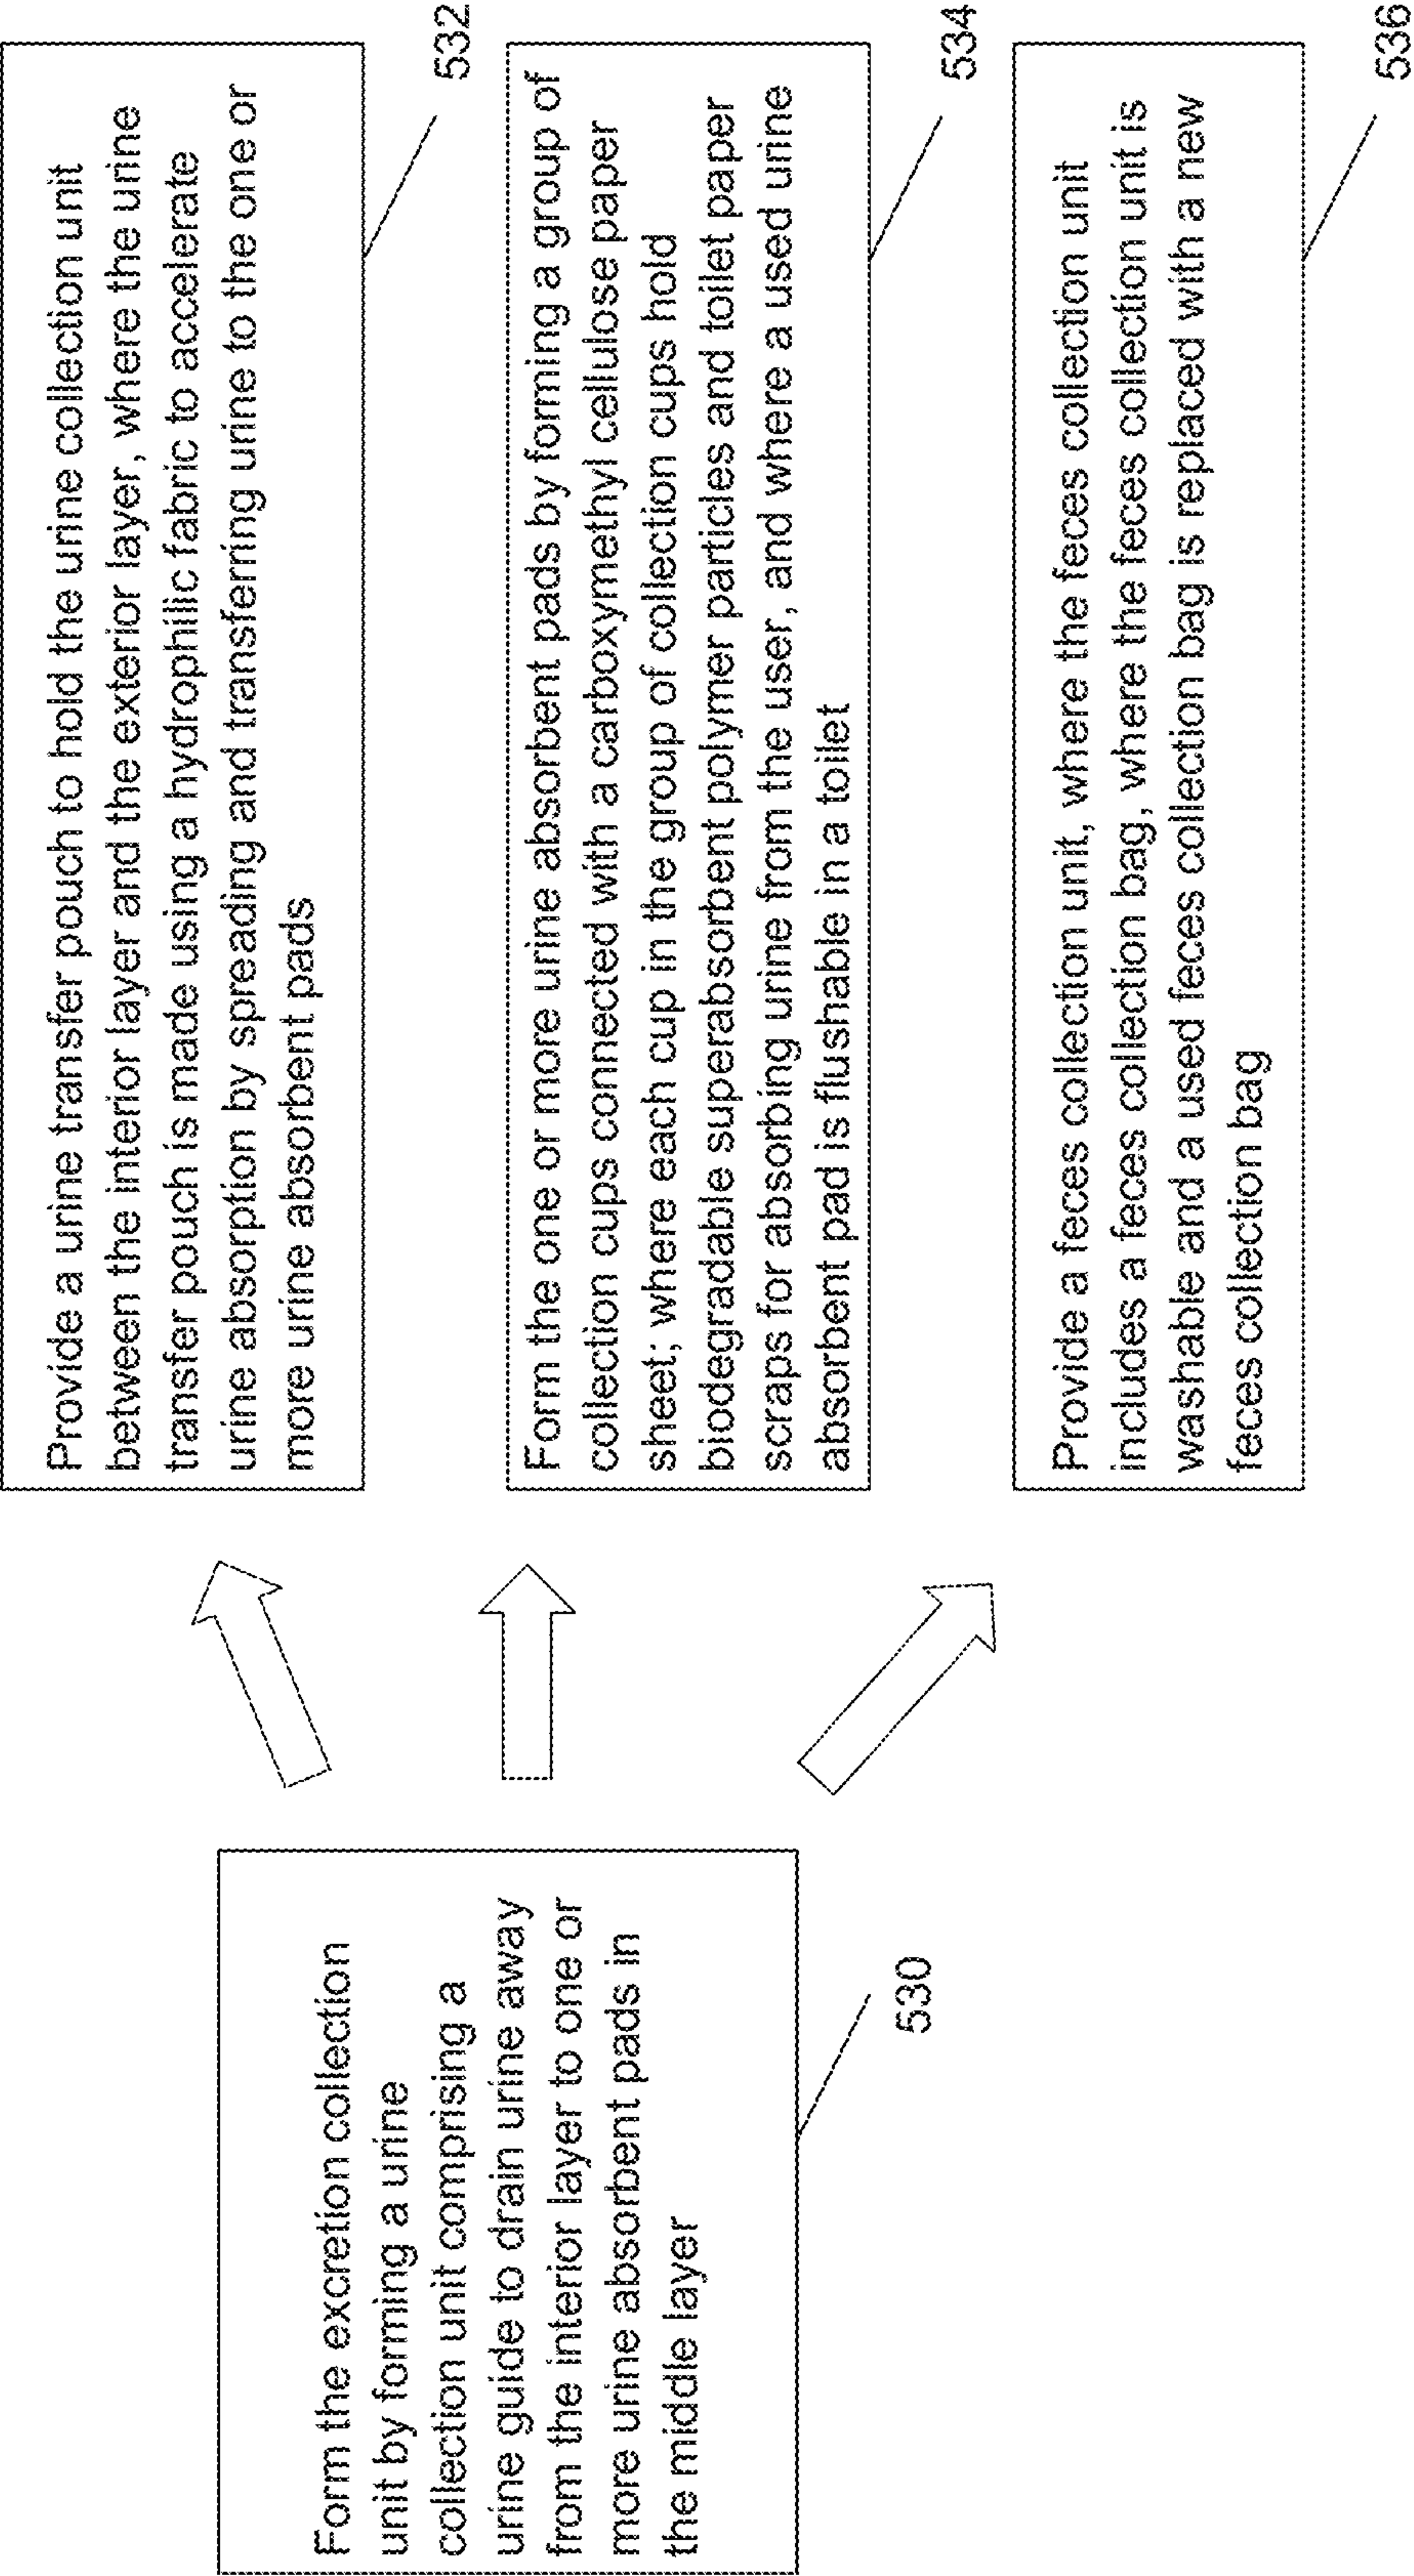 Form the excretion collection
unit by forming a urine
collection unit comprising a
urine guide to drain urine away
from the interior layer to one or
more urine absorbent pads in
the middle layer
530
Provide a urine transfer pouch to hold the urine collection unit
between the interior layer and the exterior layer, where the urine
transfer pouch is made using a hydrophilic fabric to accelerate
urine absorption by spreading and transferring urine to the one or
more urine absorbent pads
532
Form the one or more urine absorbent pads by forming a group of
collection cups connected with a carboxymethyl cellulose paper
sheet; where each cup in the group of collection cups hold
biodegradable superabsorbent polymer particles and toilet paper
scraps for absorbing urine from the user, and where a used urine
absorbent pad is flushable in a toilet
534
Provide a feces collection unit, where the feces collection unit
includes a feces collection bag, where the feces collection unit is
washable and a used feces collection bag is replaced with a new
feces collection bag
536